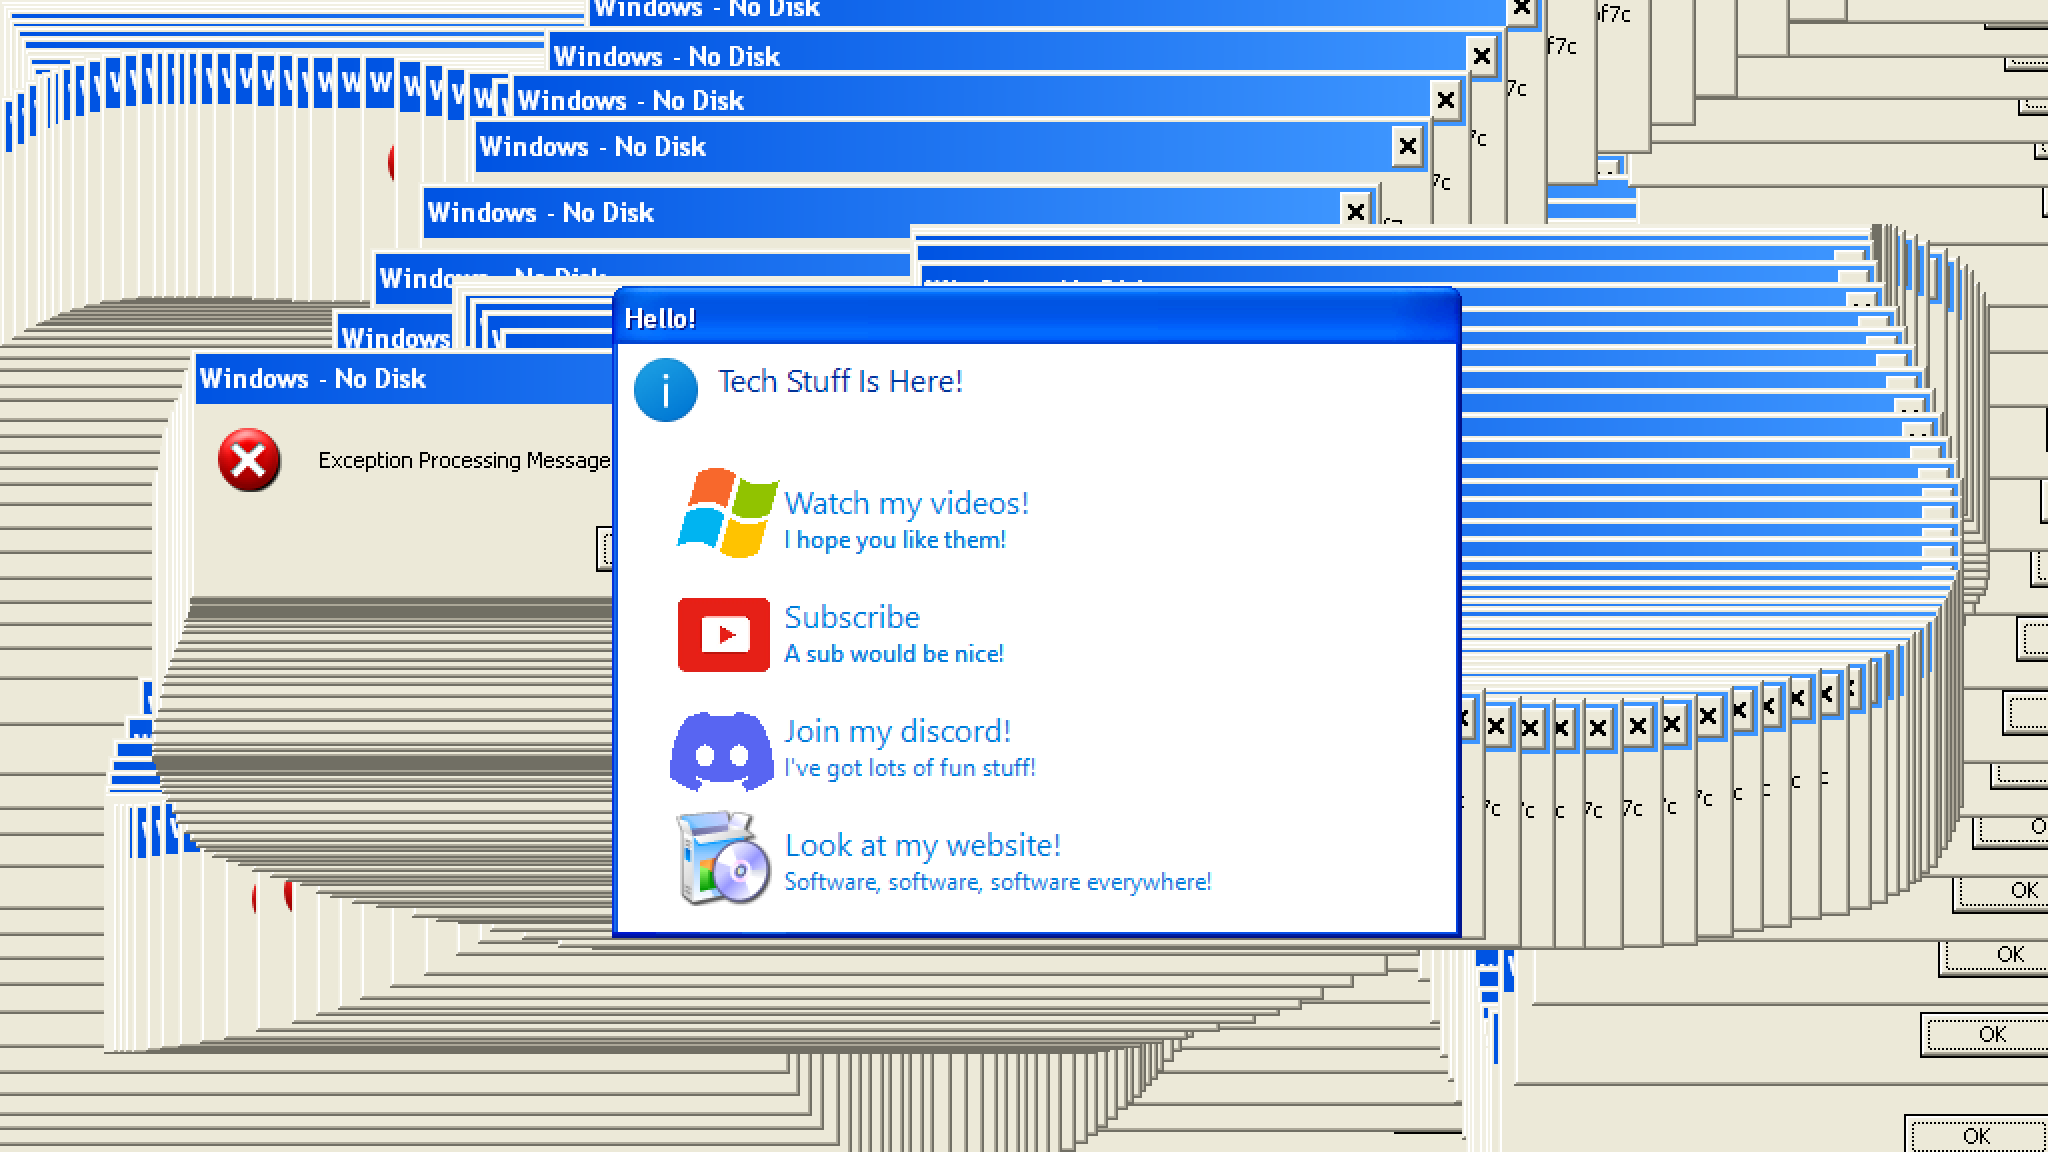 Windows - No Disk
Windows - No Disk
Windows - No Disk
Windows - No Disk
Windows - No Disk
Windows - No Disk
Windows
Windows - No Disk
Exception Processing Message
Hello!
Tech Stuff Is Here!
Watch my videos!
I hope you like them!
Subscribe
A sub would be nice!
Join my discord!
I've got lots of fun stuff!
Look at my website!
Software, software, software everywhere!
OK
OK
OK
OK